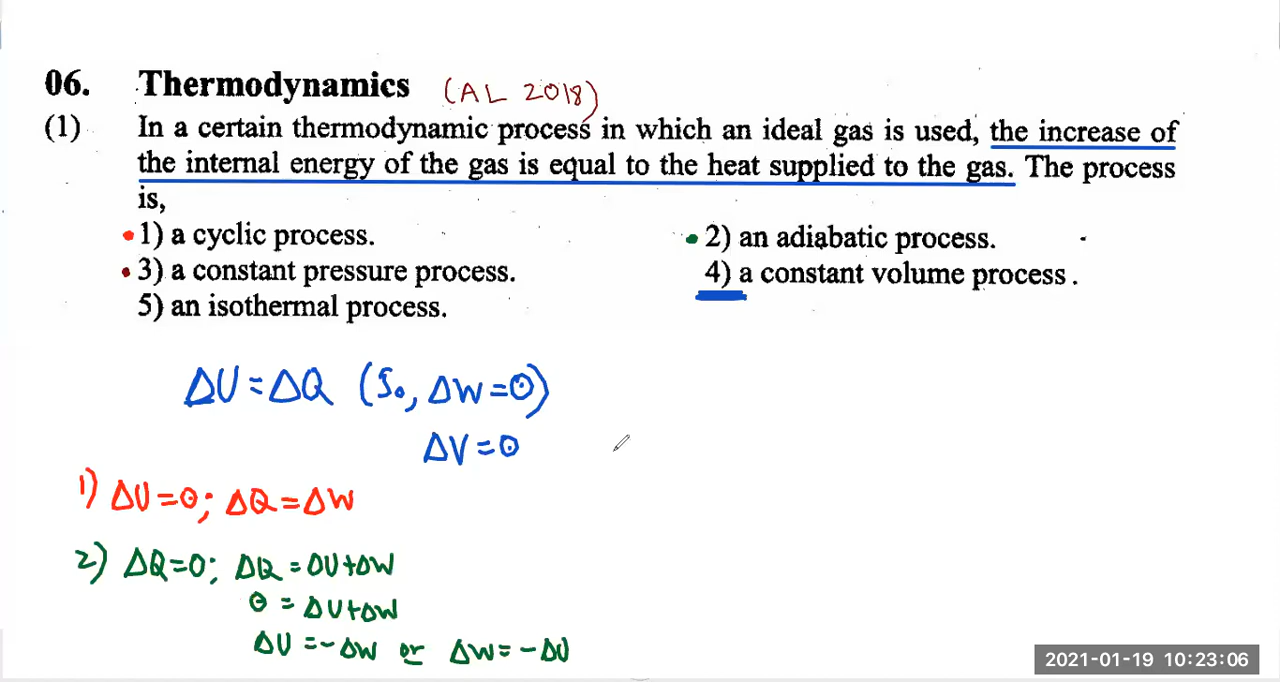 06. Thermodynamics (AL 2018)
(1) In a certain thermodynamic process in which an ideal gas is used, the increase of
the internal energy of the gas is equal to the heat supplied to the gas. The process
is,
1) a cyclic process. 2) an adiabatic process.
3) a constant pressure process. 4) a constant volume process.
5) an isothermal process.
ΔU = ΔQ (So, ΔW = 0)
ΔV = 0
1) ΔU = 0; ΔQ = ΔW
2) ΔQ = 0; ΔQ = ΔU + ΔW
0 = ΔU + ΔW
ΔU = - ΔW or ΔW = - ΔU
2021-01-19 10:23:06